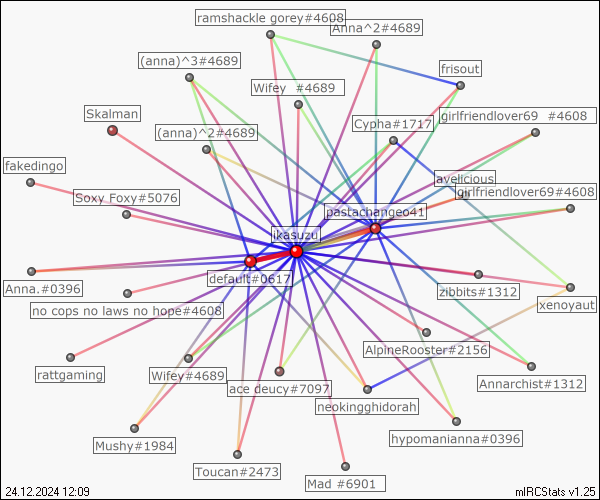 ramshackle gorey#4608
Anna^2#4689
(anna)^3#4689
frisout
Wifey  #4689
Skalman
Cypha#1717
girlfriendlover69  #4608
(anna)^2#4689
fakedingo
avelicious
Soxy Foxy#5076
girlfriendlover69#4608
pastachangeo41
ikasuzu
default#0617
Anna.#0396
zibbits#1312
no cops no laws no hope#4608
xenoyaut
AlpineRooster#2156
rattgaming
Wifey#4689
ace deucy#7097
Annarchist#1312
neokingghidorah
hypomanianna#0396
Mushy#1984
Toucan#2473
Mad #6901
24.12.2024 12:09
mIRCStats v1.25